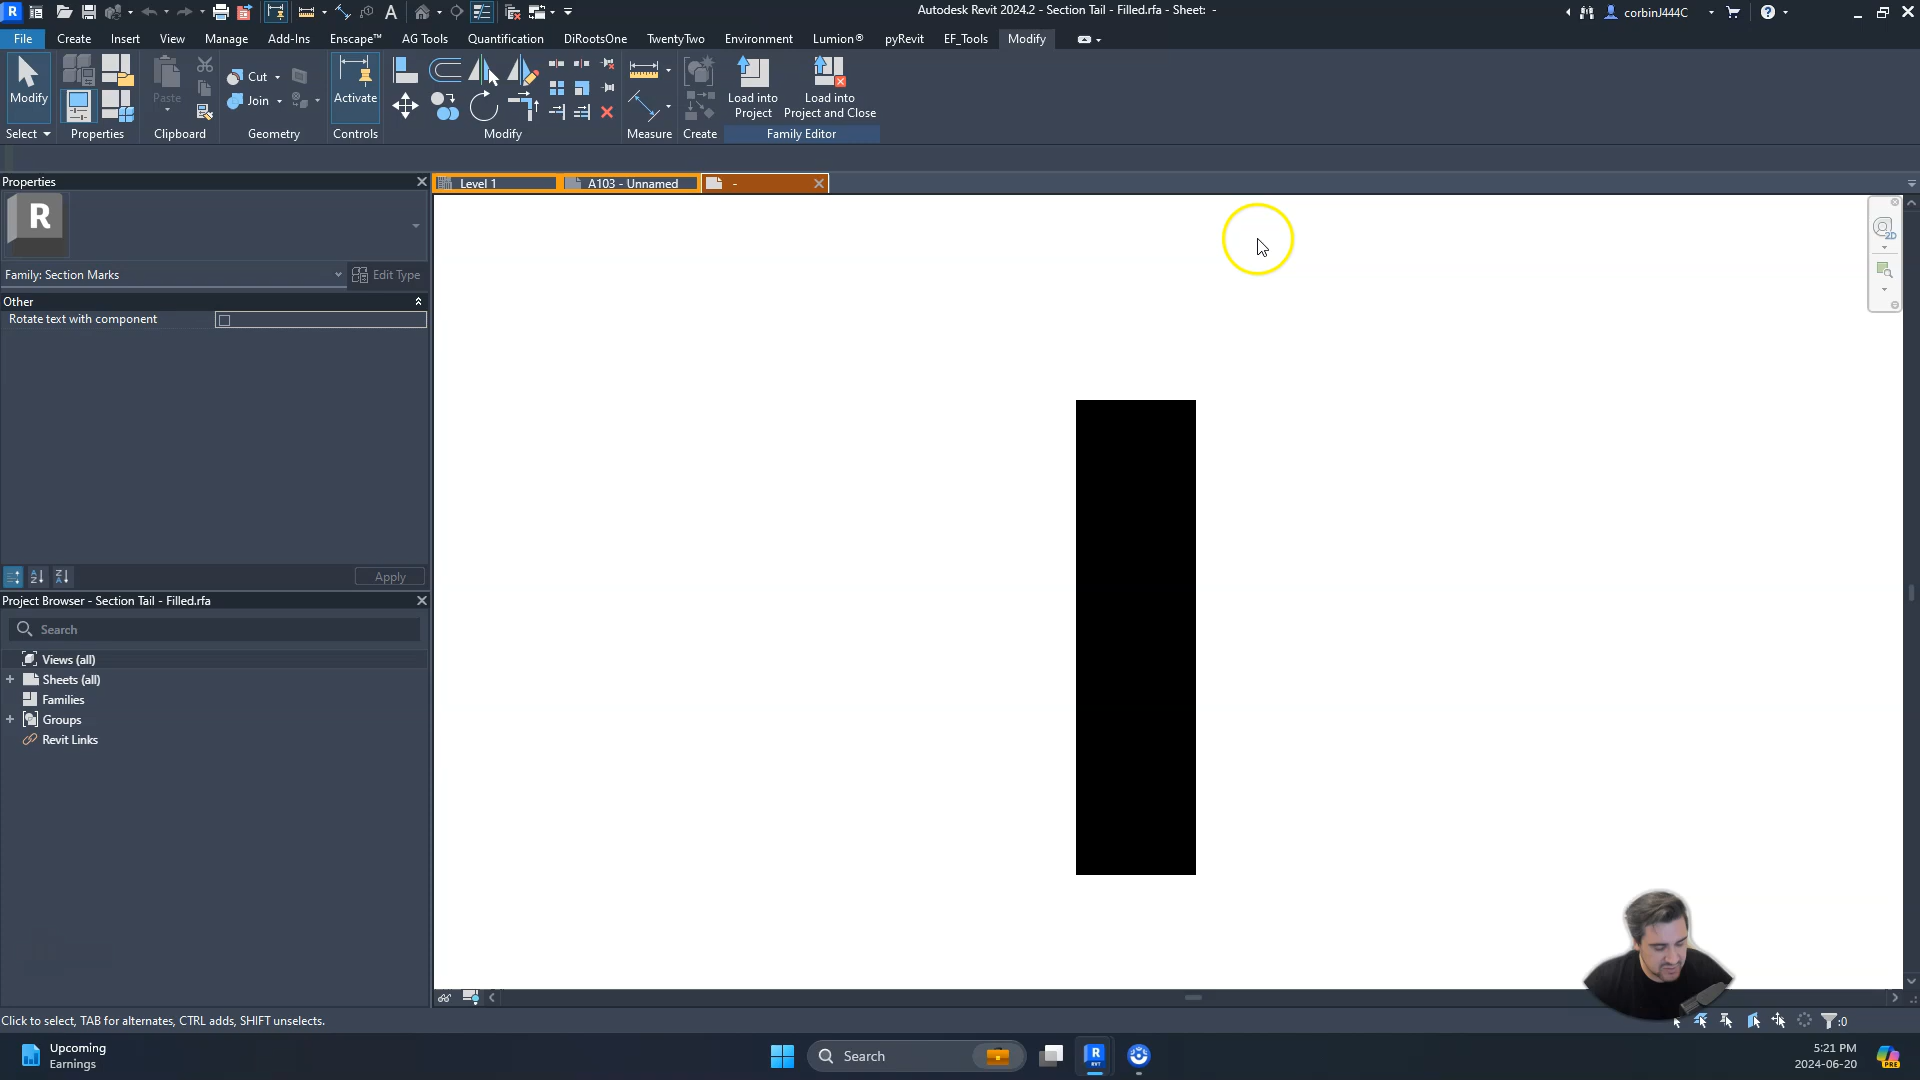 Autodesk Revit 2024.2 - Section Tail - Filled.rfa - Sheet: -
corbinJ444C
File Create Insert View Manage Add-Ins Enscape™ AG Tools Quantification DiRootsOne TwentyTwo Environment Lumion® pyRevit EF_Tools Modify
Modify
Paste
Cut
Join
Activate
Load into Project
Load into Project and Close
Select Properties Clipboard Geometry Controls Modify Measure Create Family Editor
Properties
Level 1
A103 - Unnamed
-
R
Family: Section Marks
Edit Type
Other
Rotate text with component
Apply
Project Browser - Section Tail - Filled.rfa
Search
Views (all)
Sheets (all)
Families
Groups
Revit Links
2D
Click to select, TAB for alternates, CTRL adds, SHIFT unselects.
:0
Upcoming
Earnings
Search
5:21 PM
2024-06-20